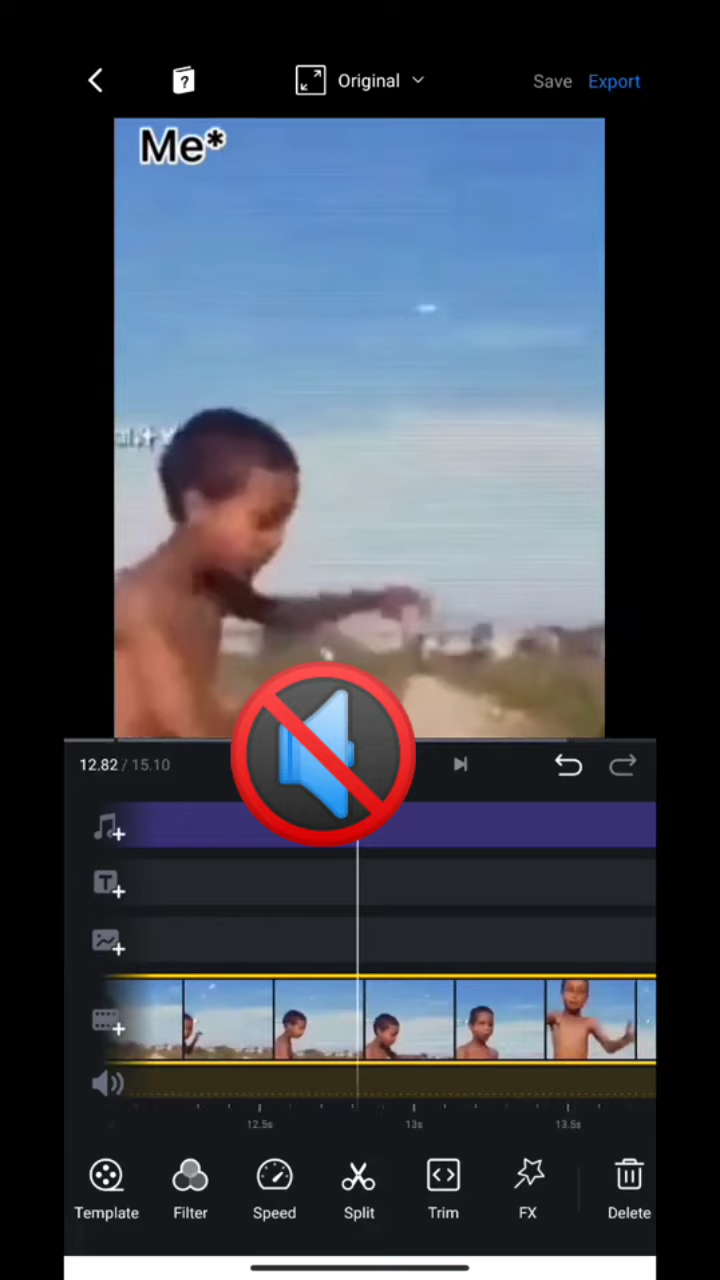 Original
Save
Export
Me*
12.82 / 15.10
12.5s
13s
13.5s
Template
Filter
Speed
Split
Trim
FX
Delete